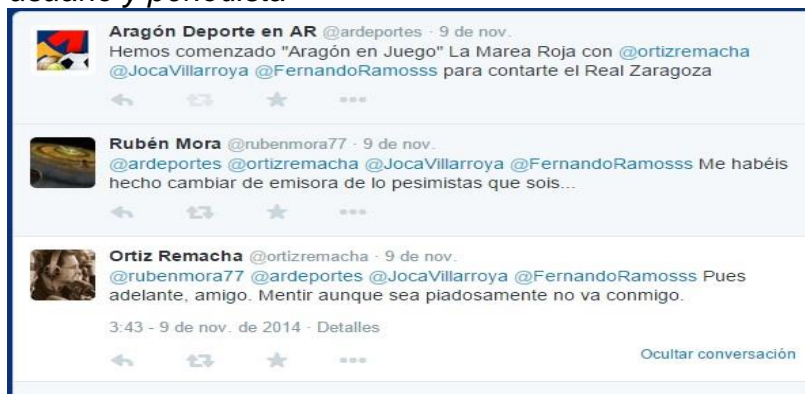 usuario y periodista
Aragón Deporte en AR @ardeportes · 9 de nov.
Hemos comenzado "Aragón en Juego" La Marea Roja con @ortizremacha
@JocaVillarroya @FernandoRamosss para contarte el Real Zaragoza
Rubén Mora @rubenmora77 · 9 de nov.
@ardeportes @ortizremacha @JocaVillarroya @FernandoRamosss Me habéis
hecho cambiar de emisora de lo pesimistas que sois...
Ortiz Remacha @ortizremacha · 9 de nov.
@rubenmora77 @ardeportes @JocaVillarroya @FernandoRamosss Pues
adelante, amigo. Mentir aunque sea piadosamente no va conmigo.
3:43 - 9 de nov. de 2014 · Detalles
Ocultar conversación